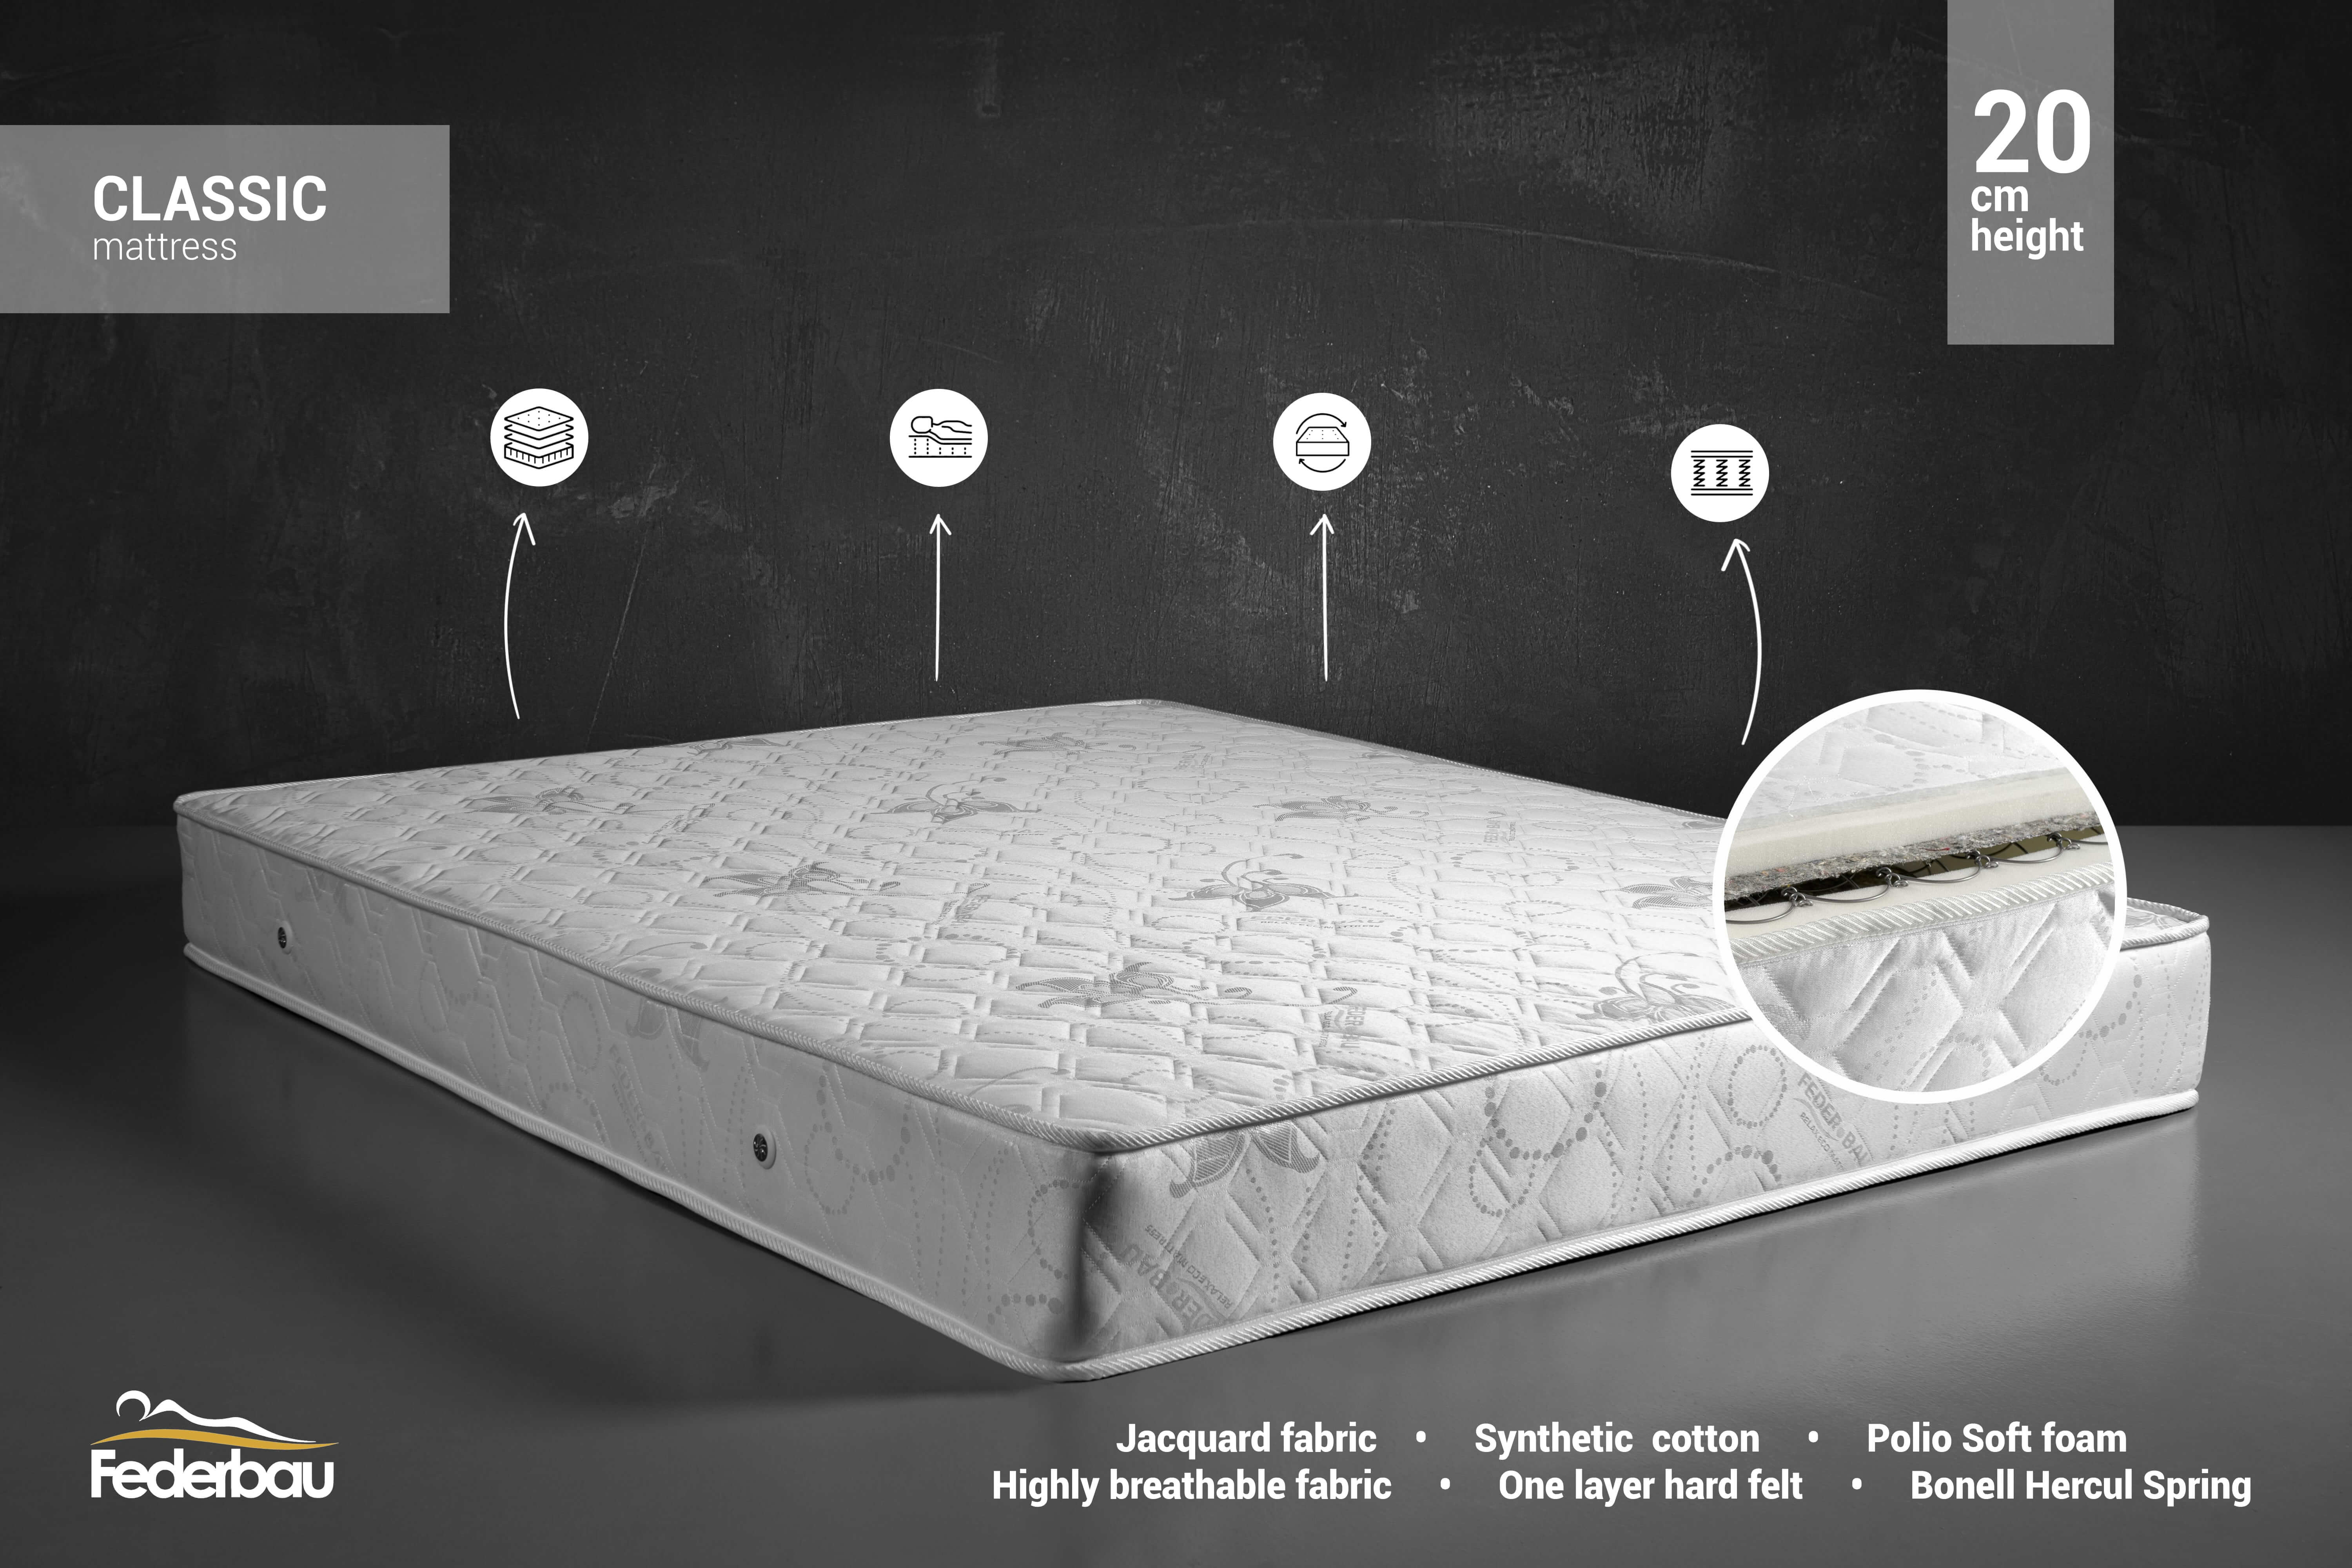 CLASSIC
mattress
20
cm
height
FEDERBAU
Federbau
Jacquard fabric • Synthetic  cotton • Polio Soft foam
Highly breathable fabric • One layer hard felt • Bonell Hercul Spring